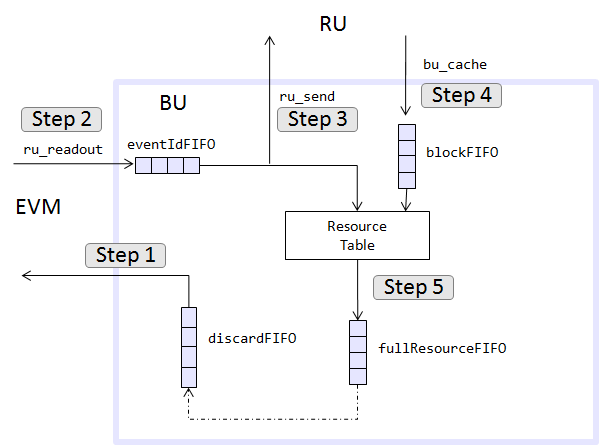 RU
bu_cache
BU
ru_send
Step 4
Step 2
Step 3
eventIdFIFO
ru_readout
blockFIFO
EVM
Resource
Table
Step 1
Step 5
discardFIFO
fullResourceFIFO